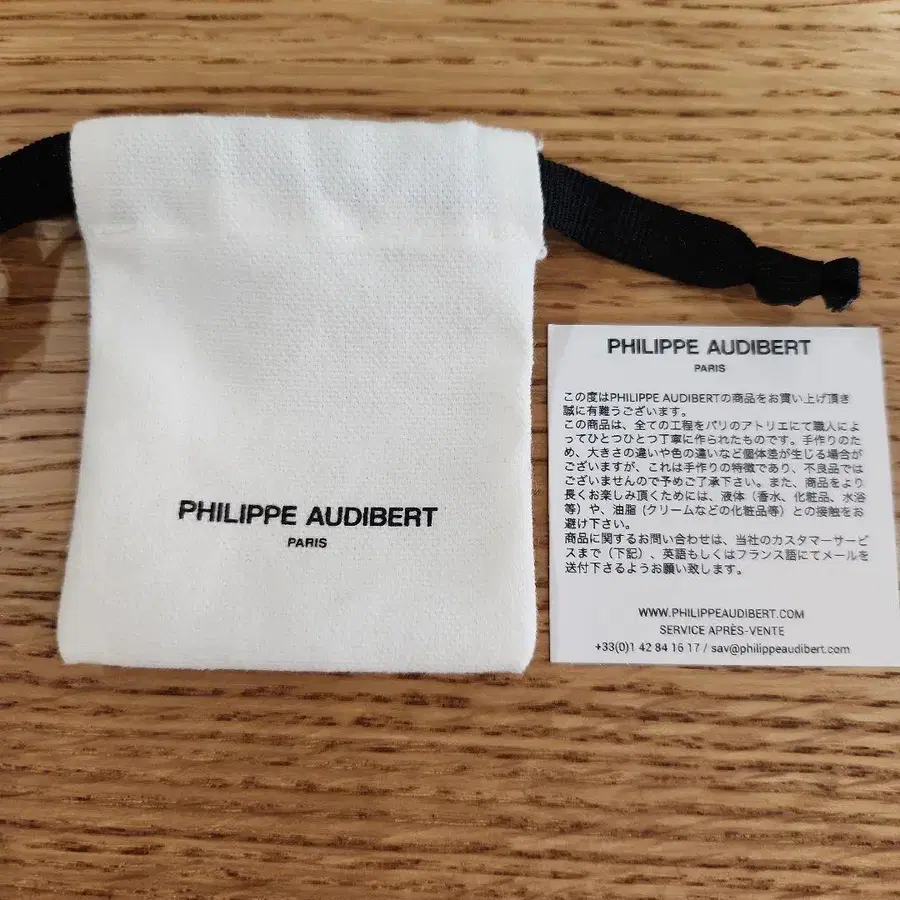 PHILIPPE AUDIBERT
PARIS
PHILIPPE AUDIBERT
PARIS
この度はPHILIPPE AUDIBERTの商品をお買い上げ頂き
誠に有難うございます。
この商品は、全ての工程をパリのアトリエにて職人によ
ってひとつひとつ丁寧に作られたものです。手作りのた
め、大きさの違いや色の違いなど個体差が生じる場合が
ございますが、これは手作りの特徴であり、不良品では
ございませんので予めご了承下さい。また、商品をより
長くお楽しみ頂くためには、液体（香水、化粧品、水浴
等）や、油脂 (クリームなどの化粧品等）との接触をお
避け下さい。
商品に関するお問い合わせは、当社のカスタマーサービ
スまで（下記）、英語もしくはフランス語にてメールを
送付下さるようお願い致します。
WWW.PHILIPPEAUDIBERT.COM
SERVICE APRÈS-VENTE
+33(0)1 42 84 16 17 / sav@philippeaudibert.com